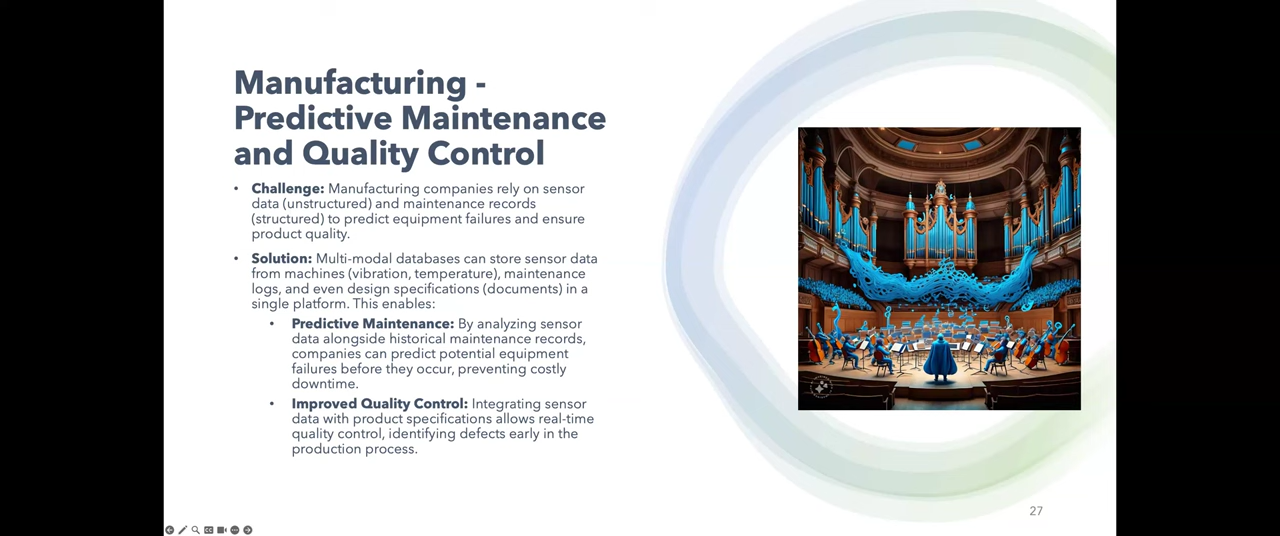 Manufacturing -
Predictive Maintenance
and Quality Control
• Challenge: Manufacturing companies rely on sensor
data (unstructured) and maintenance records
(structured) to predict equipment failures and ensure
product quality.
• Solution: Multi-modal databases can store sensor data
from machines (vibration, temperature), maintenance
logs, and even design specifications (documents) in a
single platform. This enables:
• Predictive Maintenance: By analyzing sensor
data alongside historical maintenance records,
companies can predict potential equipment
failures before they occur, preventing costly
downtime.
• Improved Quality Control: Integrating sensor
data with product specifications allows real-time
quality control, identifying defects early in the
production process.
27